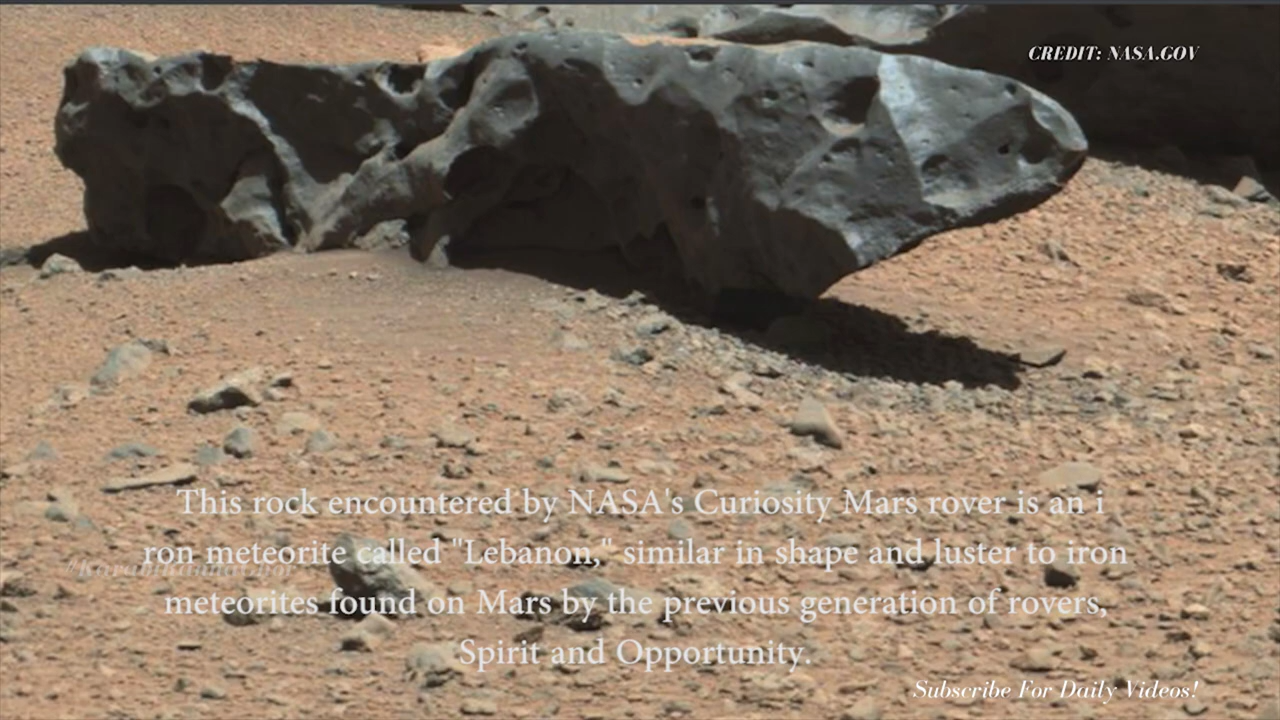 CREDIT: NASA.GOV
This rock encountered by NASA's Curiosity Mars rover is an i
ron meteorite called "Lebanon," similar in shape and luster to iron
meteorites found on Mars by the previous generation of rovers,
Spirit and Opportunity.
Subscribe For Daily Videos!